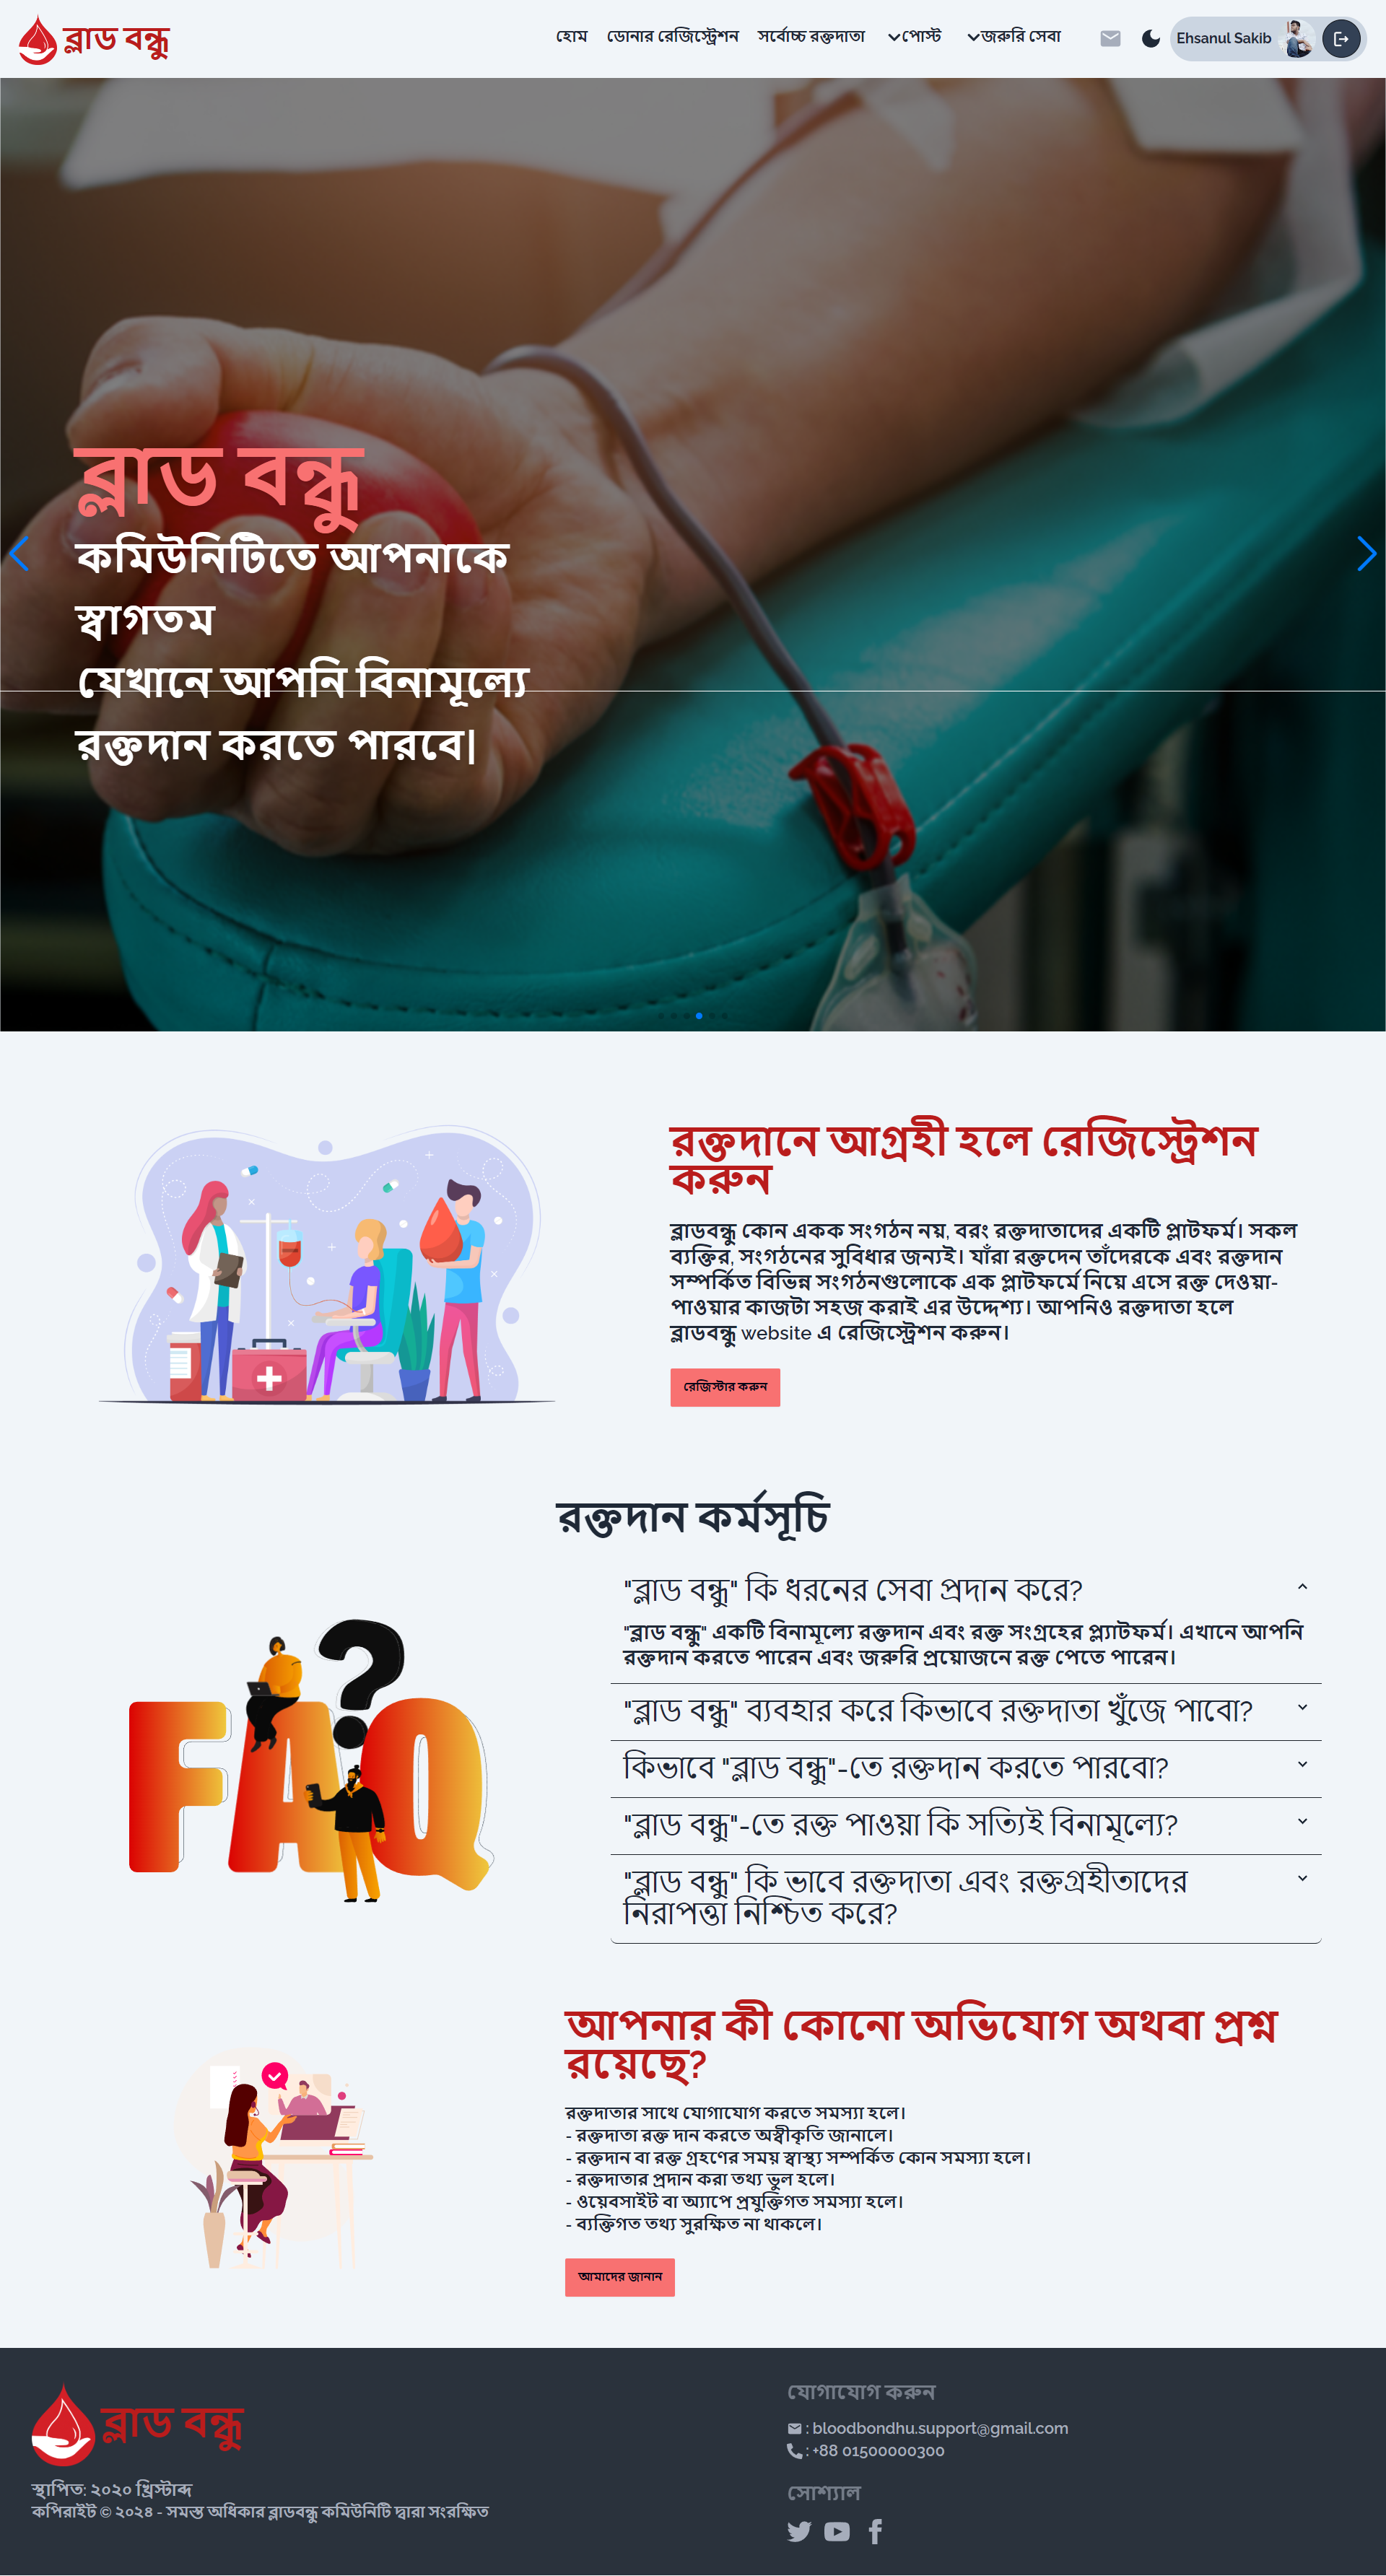 ব্লাড বন্ধু
হোম ডোনার রেজিস্ট্রেশন সর্বোচ্চ রক্তদাতা পোস্ট জরুরি সেবা Ehsanul Sakib
ব্লাড বন্ধু
কমিউনিটিতে আপনাকে
স্বাগতম
যেখানে আপনি বিনামূল্যে
রক্তদান করতে পারবে|
রক্তদানে আগ্রহী হলে রেজিস্ট্রেশন
করুন
ব্লাডবন্ধু কোন একক সংগঠন নয়, বরং রক্তদাতাদের একটি প্লাটফর্ম। সকল
ব্যক্তির, সংগঠনের সুবিধার জন্যই। যাঁরা রক্তদেন তাঁদেরকে এবং রক্তদান
সম্পর্কিত বিভিন্ন সংগঠনগুলোকে এক প্লাটফর্মে নিয়ে এসে রক্ত দেওয়া-
পাওয়ার কাজটা সহজ করাই এর উদ্দেশ্য। আপনিও রক্তদাতা হলে
ব্লাডবন্ধু website এ রেজিস্ট্রেশন করুন।
রেজিস্টার করুন
রক্তদান কর্মসূচি
FAQ?
"ব্লাড বন্ধু" কি ধরনের সেবা প্রদান করে?
"ব্লাড বন্ধু" একটি বিনামূল্যে রক্তদান এবং রক্ত সংগ্রহের প্ল্যাটফর্ম। এখানে আপনি
রক্তদান করতে পারেন এবং জরুরি প্রয়োজনে রক্ত পেতে পারেন।
"ব্লাড বন্ধু" ব্যবহার করে কিভাবে রক্তদাতা খুঁজে পাবো?
কিভাবে "ব্লাড বন্ধু"-তে রক্তদান করতে পারবো?
"ব্লাড বন্ধু"-তে রক্ত পাওয়া কি সত্যিই বিনামূল্যে?
"ব্লাড বন্ধু" কি ভাবে রক্তদাতা এবং রক্তগ্রহীতাদের
নিরাপত্তা নিশ্চিত করে?
আপনার কী কোনো অভিযোগ অথবা প্রশ্ন
রয়েছে?
রক্তদাতার সাথে যোগাযোগ করতে সমস্যা হলে।
- রক্তদাতা রক্ত দান করতে অস্বীকৃতি জানালে।
- রক্তদান বা রক্ত গ্রহণের সময় স্বাস্থ্য সম্পর্কিত কোন সমস্যা হলে।
- রক্তদাতার প্রদান করা তথ্য ভুল হলে।
- ওয়েবসাইট বা অ্যাপে প্রযুক্তিগত সমস্যা হলে।
- ব্যক্তিগত তথ্য সুরক্ষিত না থাকলে।
আমাদের জানান
ব্লাড বন্ধু
স্থাপিত: ২০২০ খ্রিস্টাব্দ
কপিরাইট © ২০২৪ - সমস্ত অধিকার ব্লাডবন্ধু কমিউনিটি দ্বারা সংরক্ষিত
যোগাযোগ করুন
: bloodbondhu.support@gmail.com
: +88 01500000300
সোশ্যাল